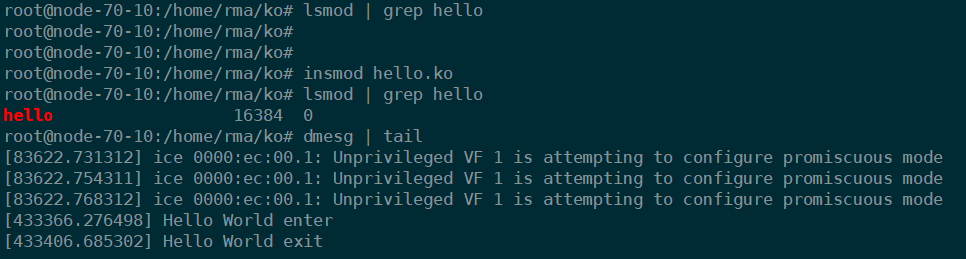 root@node-70-10:/home/rma/ko# lsmod | grep hello
root@node-70-10:/home/rma/ko#
root@node-70-10:/home/rma/ko#
root@node-70-10:/home/rma/ko# insmod hello.ko
root@node-70-10:/home/rma/ko# lsmod | grep hello
hello                  16384  0
root@node-70-10:/home/rma/ko# dmesg | tail
[83622.731312] ice 0000:ec:00.1: Unprivileged VF 1 is attempting to configure promiscuous mode
[83622.754311] ice 0000:ec:00.1: Unprivileged VF 1 is attempting to configure promiscuous mode
[83622.768312] ice 0000:ec:00.1: Unprivileged VF 1 is attempting to configure promiscuous mode
[433366.276498] Hello World enter
[433406.685302] Hello World exit